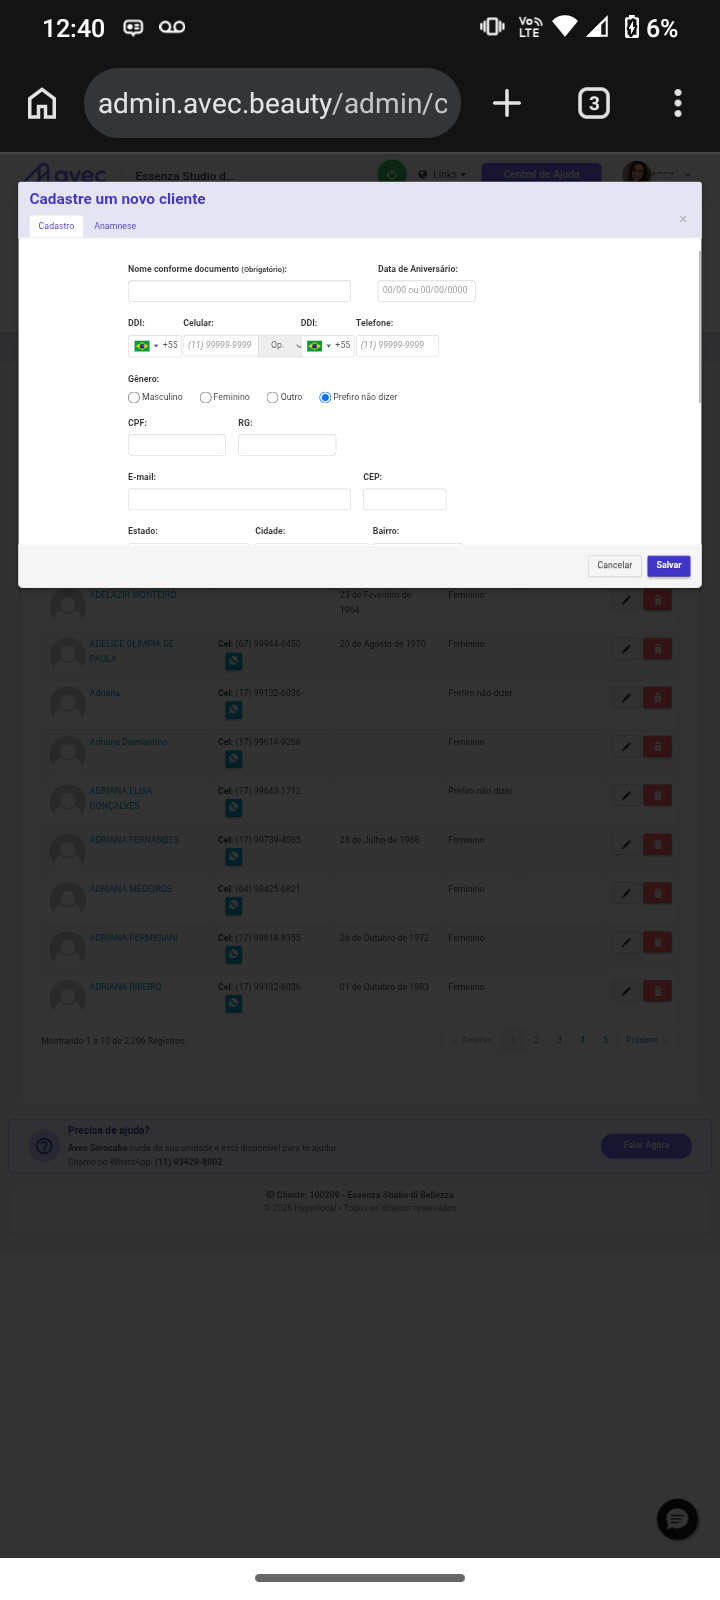 12:40
Vo LTE
6%
admin.avec.beauty/admin/c
3
avec
Essenza Studio d...
Links
Central de Ajuda
Cadastre um novo cliente
Cadastro
Anamnese
×
Nome conforme documento (Obrigatório):
Data de Aniversário:
00/00 ou 00/00/0000
DDI:
Celular:
DDI:
Telefone:
+55
(11) 99999-9999
Op.
+55
(11) 99999-9999
Gênero:
Masculino
Feminino
Outro
Prefiro não dizer
CPF:
RG:
E-mail:
CEP:
Estado:
Cidade:
Bairro:
Cancelar
Salvar
ADELAZIR MONTEIRO
23 de Fevereiro de
1964
Feminino
ADELICE OLIMPIA DE
PAULA
Cel: (67) 99944-0450
20 de Agosto de 1970
Feminino
Adriana
Cel: (17) 99132-6036
Prefiro não dizer
Adriana Diamantino
Cel: (17) 99614-9268
Feminino
ADRIANA ELISA
GONÇALVES
Cel: (17) 99643-1712
Prefiro não dizer
ADRIANA FERNANDES
Cel: (17) 99739-4085
28 de Julho de 1988
Feminino
ADRIANA MEDEIROS
Cel: (64) 98425-6821
Feminino
ADRIANA PERMIGIANI
Cel: (17) 99618-8355
26 de Outubro de 1972
Feminino
ADRIANA RIBEIRO
Cel: (17) 99132-6036
01 de Outubro de 1983
Feminino
Mostrando 1 a 10 de 2,296 Registros
← Anterior
1
2
3
4
5
Próximo →
Precisa de ajuda?
Avec Sorocaba cuida da sua unidade e está disponível para te ajudar.
Chame no WhatsApp: (11) 93429-8002
Falar Agora
ID Cliente: 100209 - Essenza Studio di Bellezza
© 2026 Hyperlocal • Todos os direitos reservados